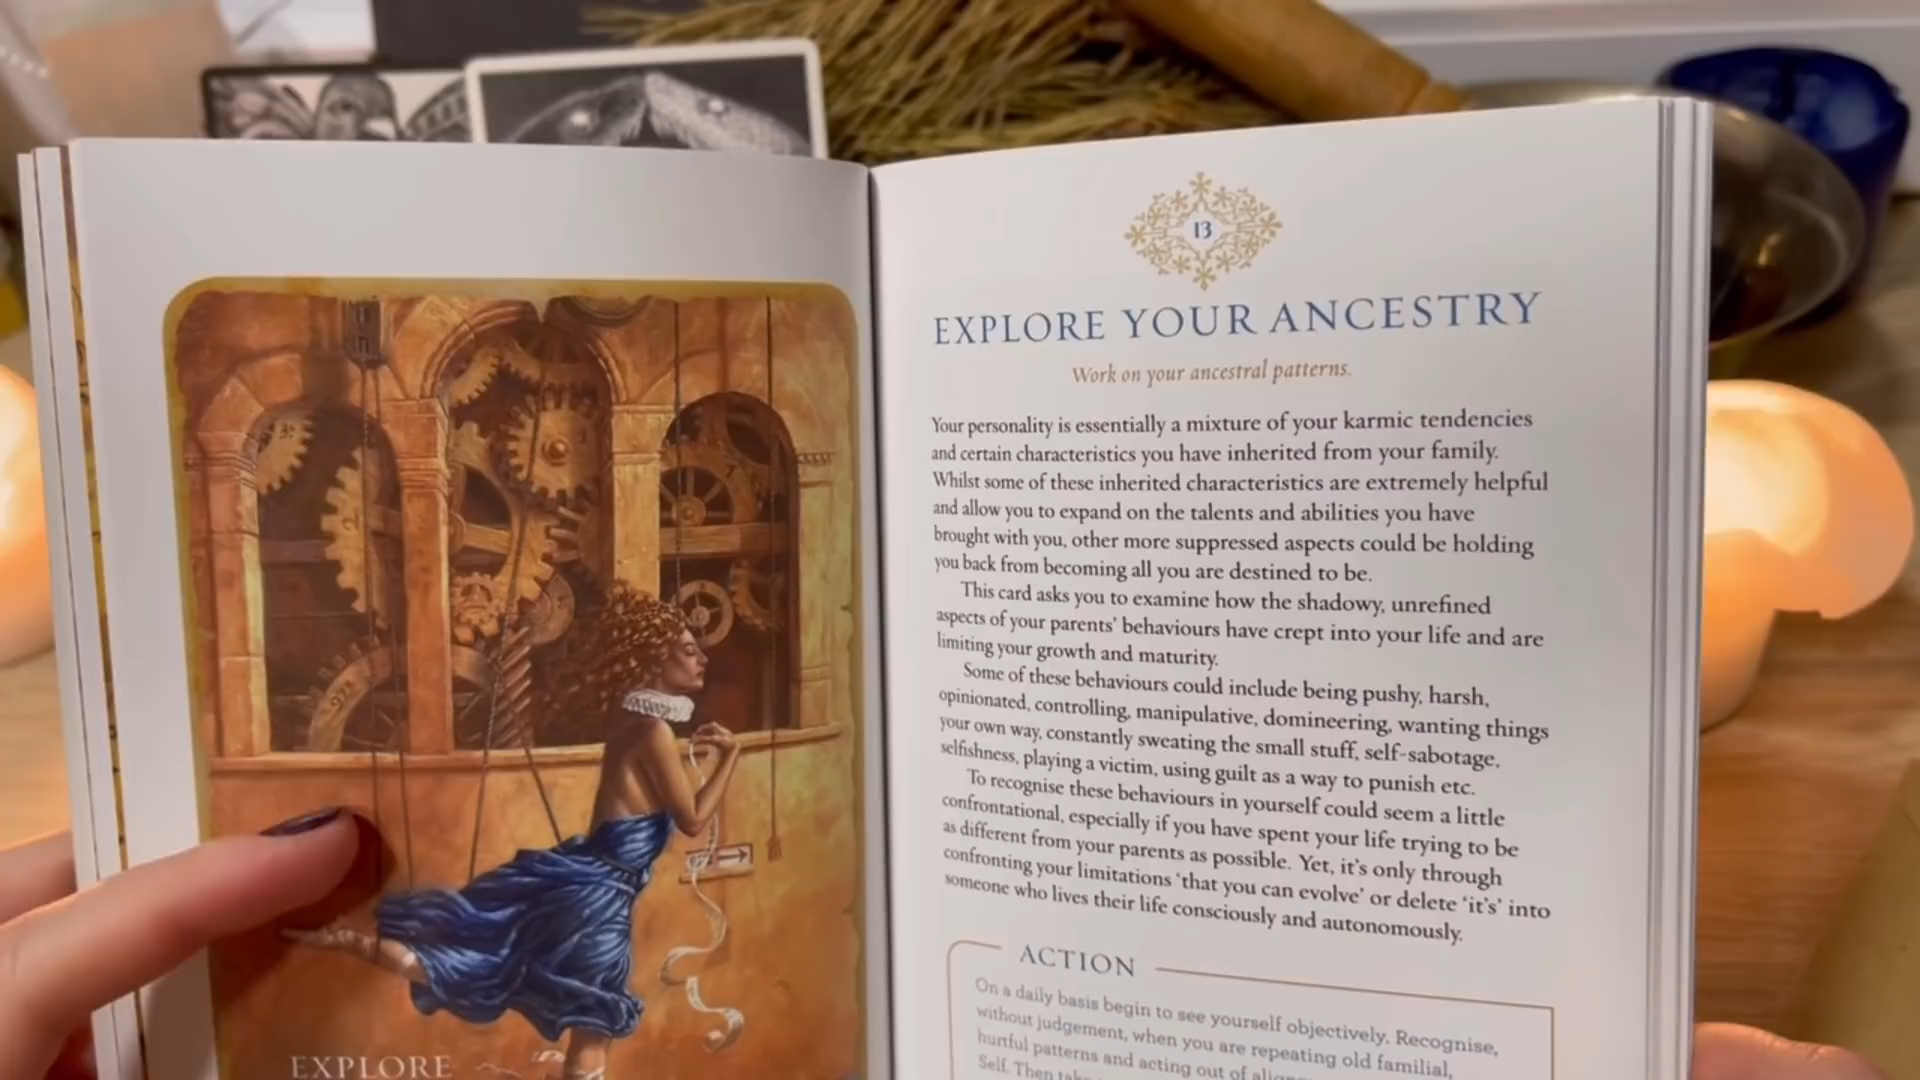 13
EXPLORE YOUR ANCESTRY
Work on your ancestral patterns.
Your personality is essentially a mixture of your karmic tendencies
and certain characteristics you have inherited from your family.
Whilst some of these inherited characteristics are extremely helpful
and allow you to expand on the talents and abilities you have
brought with you, other more suppressed aspects could be holding
you back from becoming all you are destined to be.
This card asks you to examine how the shadowy, unrefined
aspects of your parents' behaviours have crept into your life and are
limiting your growth and maturity.
Some of these behaviours could include being pushy, harsh,
opinionated, controlling, manipulative, domineering, wanting things
your own way, constantly sweating the small stuff, self-sabotage,
selfishness, playing a victim, using guilt as a way to punish etc.
To recognise these behaviours in yourself could seem a little
confrontational, especially if you have spent your life trying to be
as different from your parents as possible. Yet, it's only through
confronting your limitations 'that you can evolve' or delete 'it's' into
someone who lives their life consciously and autonomously.
ACTION
On a daily basis begin to see yourself objectively. Recognise,
without judgement, when you are repeating old familial,
hurtful patterns and acting out of
Self. Then
EXPLORE